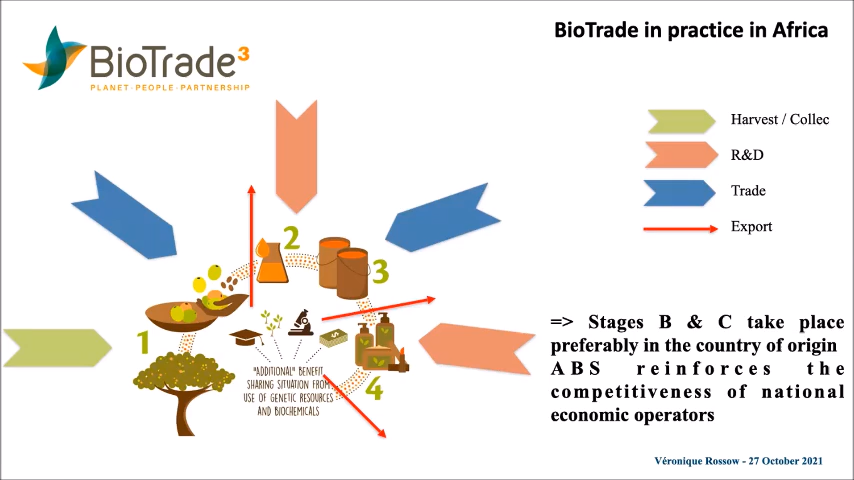 BioTrade in practice in Africa
BioTrade³
PLANET · PEOPLE · PARTNERSHIP
Harvest / Collec
R&D
Trade
Export
2
3
1
4
"ADDITIONAL" BENEFIT
SHARING SITUATION FROM
USE OF GENETIC RESOURCES
AND BIOCHEMICALS
=> Stages B & C take place
preferably in the country of origin
ABS reinforces the
competitiveness of national
economic operators
Véronique Rossow - 27 October 2021